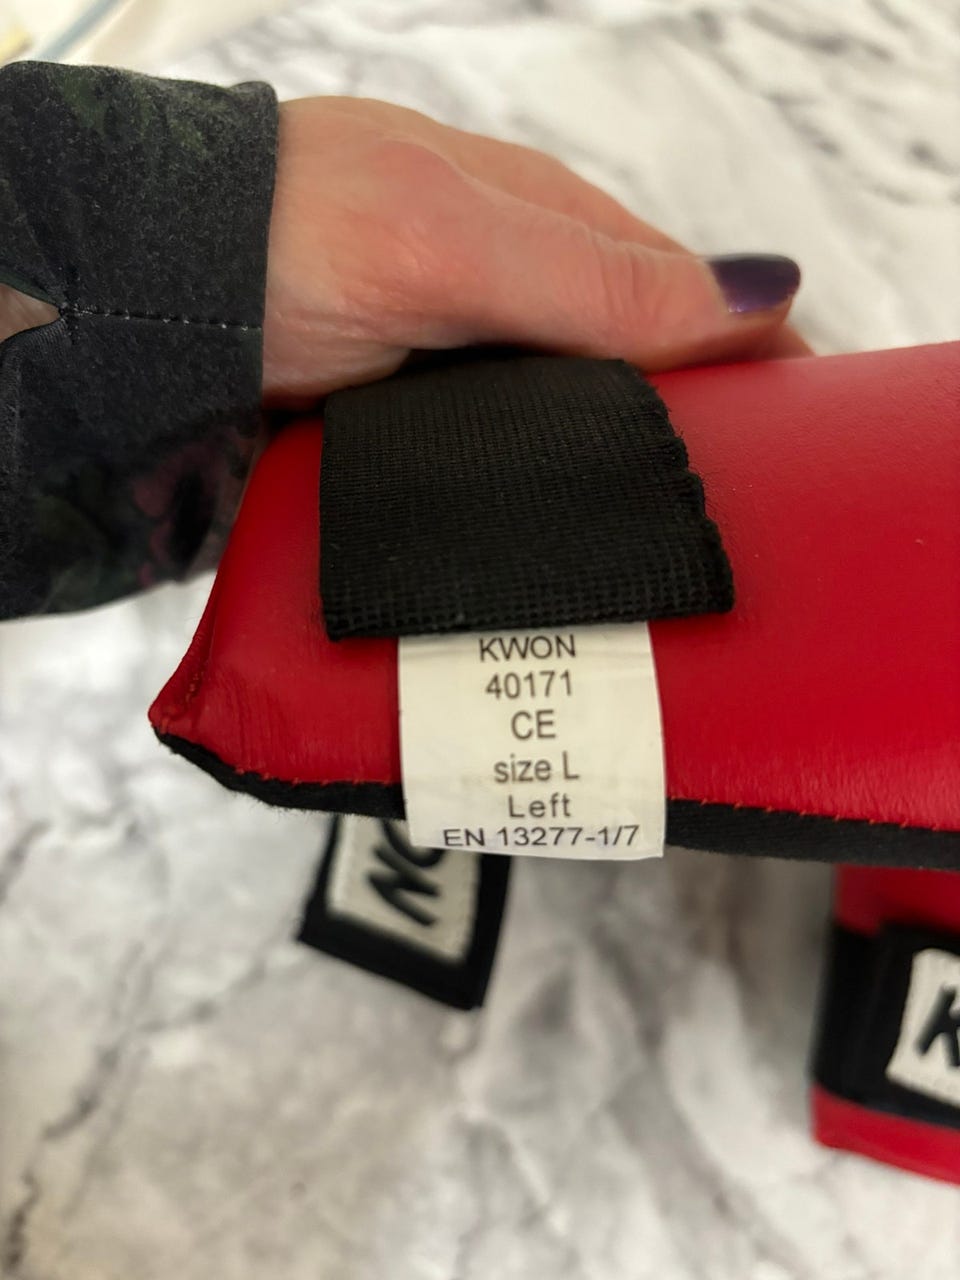 KWON
40171
CE
size L
Left
EN 13277-1/7